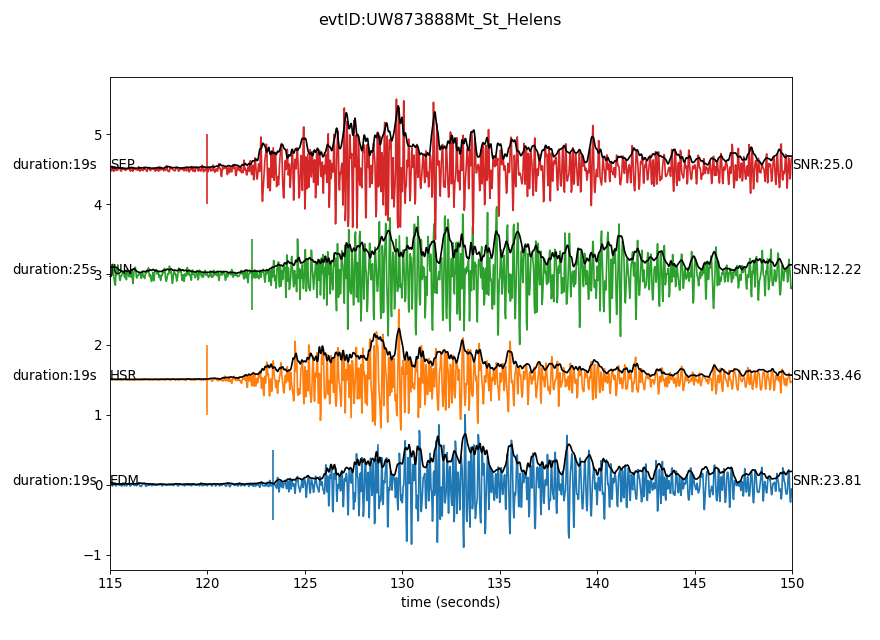 evtID:UW873888Mt_St_Helens
5
duration:19s SEP SNR:25.0
4
duration:25s JUN SNR:12.22
3
2
duration:19s HSR SNR:33.46
1
duration:19s EDM SNR:23.81
0
−1
115 120 125 130 135 140 145 150
time (seconds)